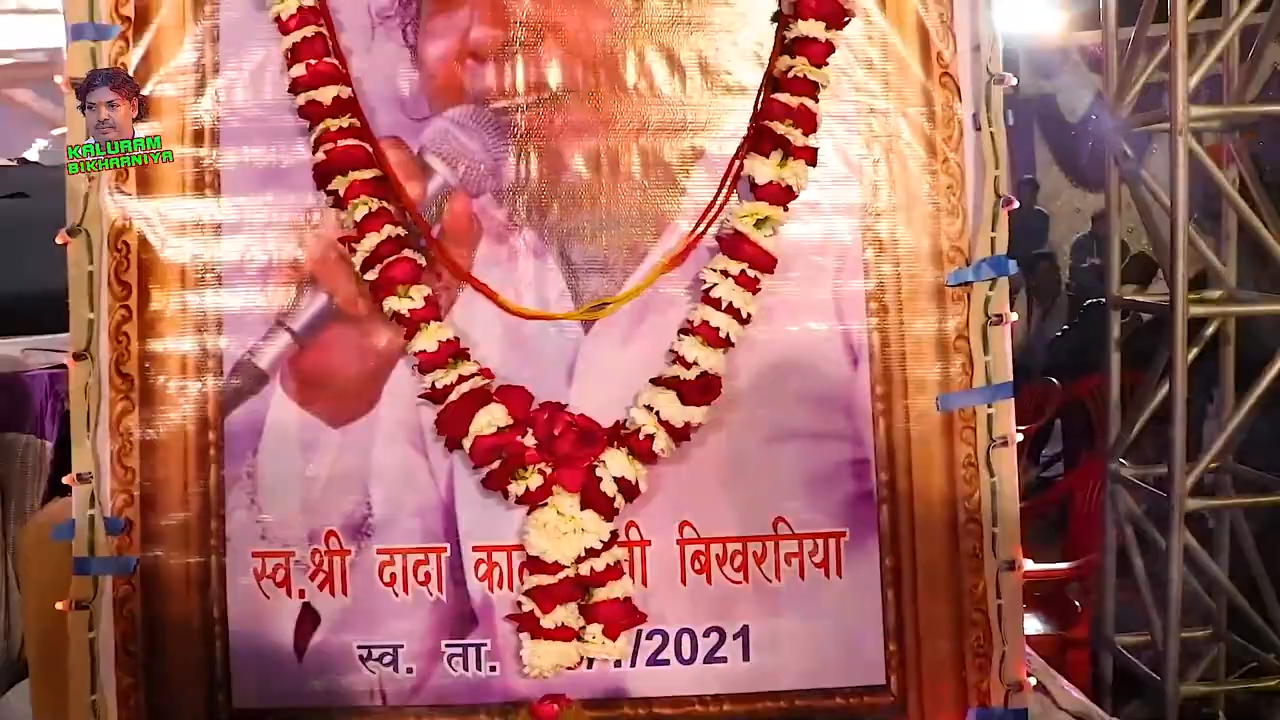 KALURAM
BIKHARNIYA
स्व.श्री दादा बिखरनिया
स्व. ता. /2021